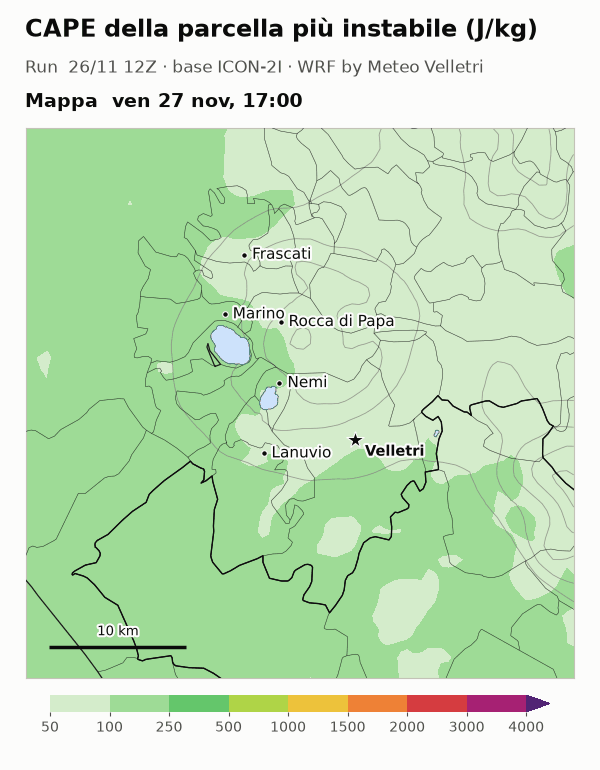 CAPE della parcella più instabile (J/kg)
Run  26/11 12Z · base ICON-2I · WRF by Meteo Velletri
Mappa  ven 27 nov, 17:00
Frascati
Marino
Rocca di Papa
Nemi
Lanuvio
Velletri
10 km
50 100 250 500 1000 1500 2000 3000 4000